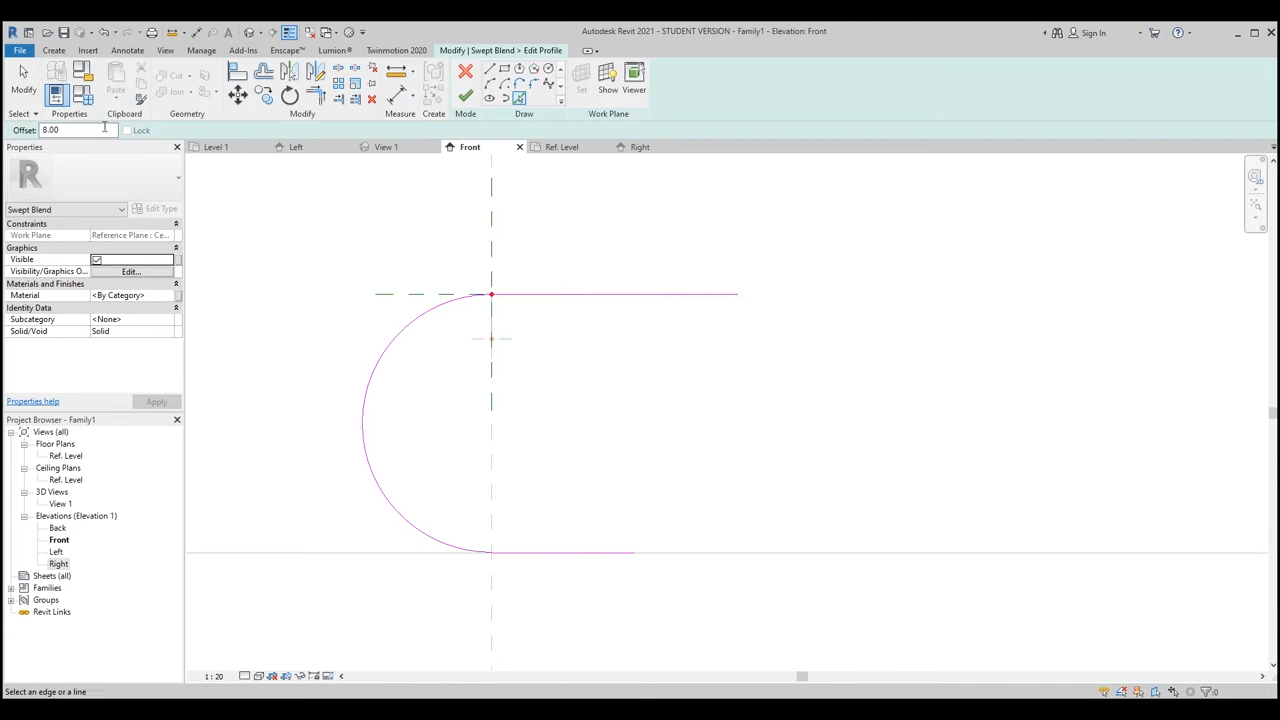 Autodesk Revit 2021 - STUDENT VERSION - Family1 - Elevation: Front
Sign In
File Create Insert Annotate View Manage Add-Ins Enscape™ Lumion® Twinmotion 2020 Modify | Swept Blend > Edit Profile
Modify
Paste
Cut
Join
Create
Set
Show
Viewer
Select Properties Clipboard Geometry Modify Measure Create Mode Draw Work Plane
Offset: 8.00 Lock
Properties
Level 1 Left View 1 Front Ref. Level Right
R
Swept Blend
Edit Type
Constraints
Work Plane Reference Plane : Ce...
Graphics
Visible
Visibility/Graphics O... Edit...
Materials and Finishes
Material <By Category>
Identity Data
Subcategory <None>
Solid/Void Solid
Properties help
Apply
Project Browser - Family1
Views (all)
Floor Plans
Ref. Level
Ceiling Plans
Ref. Level
3D Views
View 1
Elevations (Elevation 1)
Back
Front
Left
Right
Sheets (all)
Families
Groups
Revit Links
1 : 20
Select an edge or a line
:0